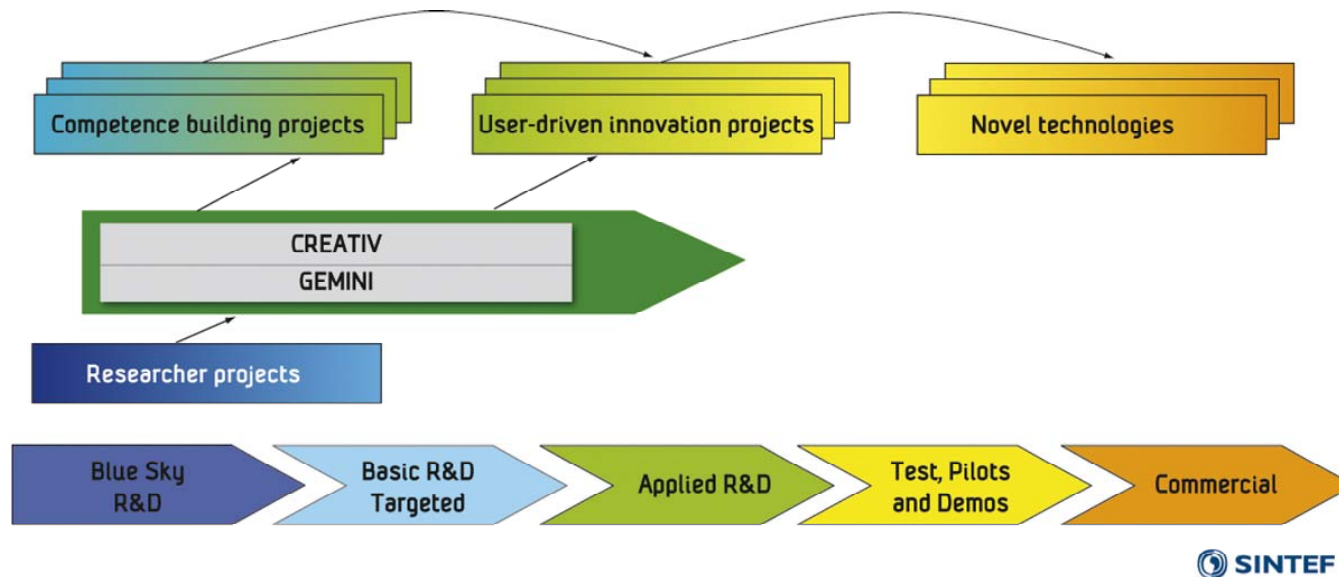 Competence building projects
User-driven innovation projects
Novel technologies
CREATIV
GEMINI
Researcher projects
Blue Sky
R&D
Basic R&D
Targeted
Applied R&D
Test, Pilots
and Demos
Commercial
SINTEF